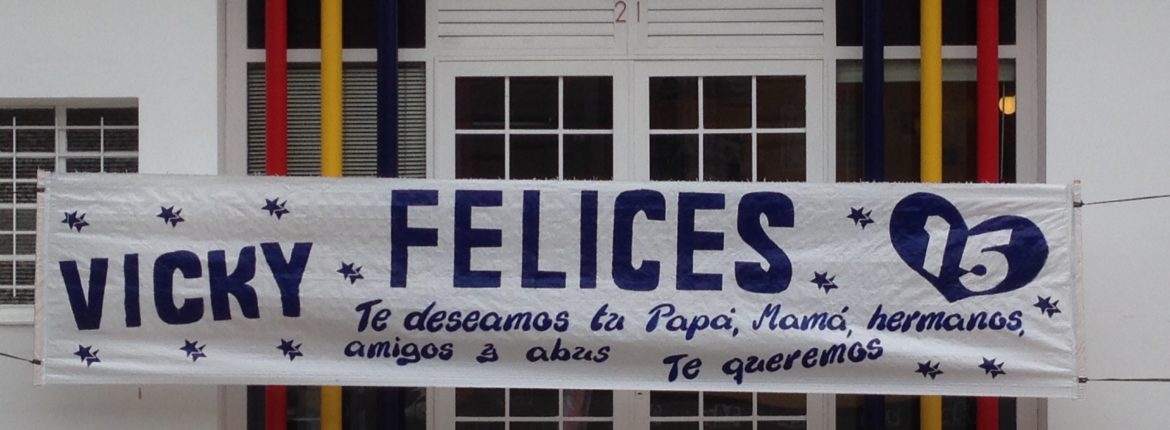 21
VICKY FELICES 15
Te deseamos tu Papá, Mamá, hermanos,
amigos y abus Te queremos